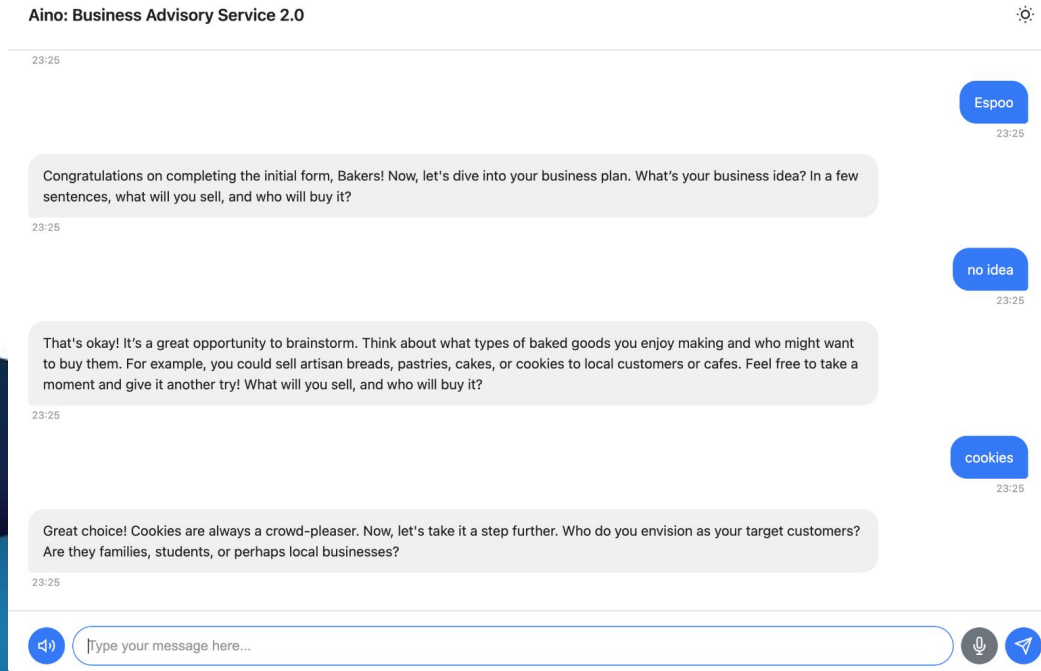 Aino: Business Advisory Service 2.0
23:25
Espoo
23:25
Congratulations on completing the initial form, Bakers! Now, let's dive into your business plan. What's your business idea? In a few
sentences, what will you sell, and who will buy it?
23:25
no idea
23:25
That's okay! It's a great opportunity to brainstorm. Think about what types of baked goods you enjoy making and who might want
to buy them. For example, you could sell artisan breads, pastries, cakes, or cookies to local customers or cafes. Feel free to take a
moment and give it another try! What will you sell, and who will buy it?
23:25
cookies
23:25
Great choice! Cookies are always a crowd-pleaser. Now, let's take it a step further. Who do you envision as your target customers?
Are they families, students, or perhaps local businesses?
23:25
Type your message here...